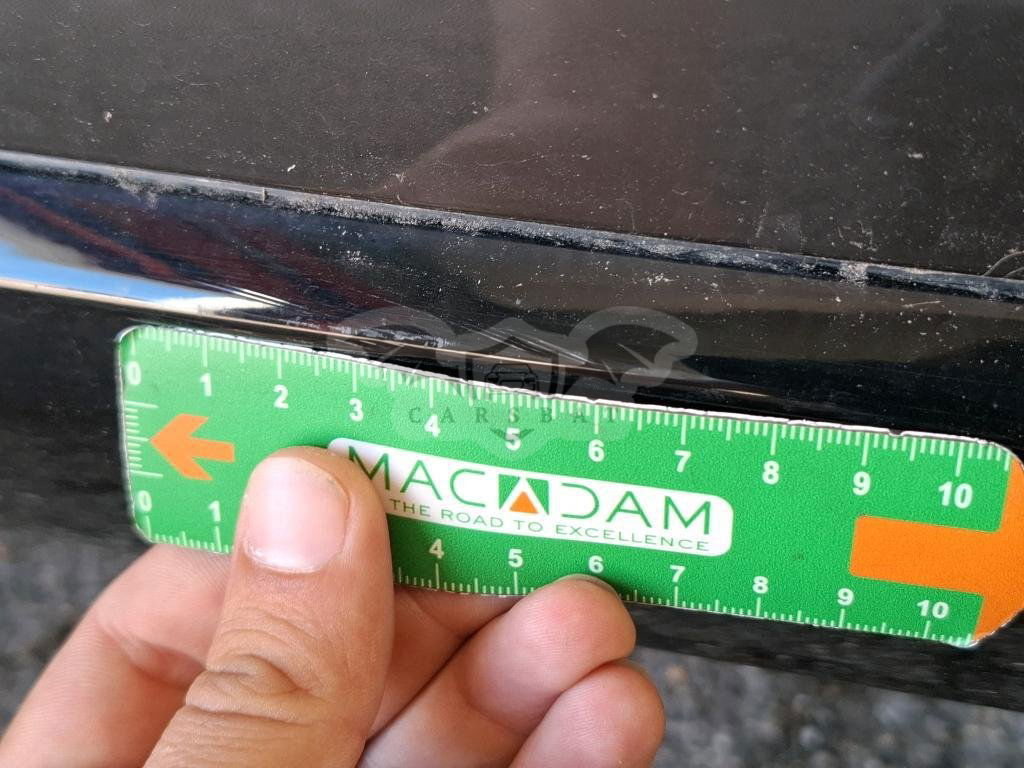 CARSBAT
0 1 2 3 4 5 6 7 8 9 10
MACADAM
THE ROAD TO EXCELLENCE
0 1 4 5 6 7 8 9 10